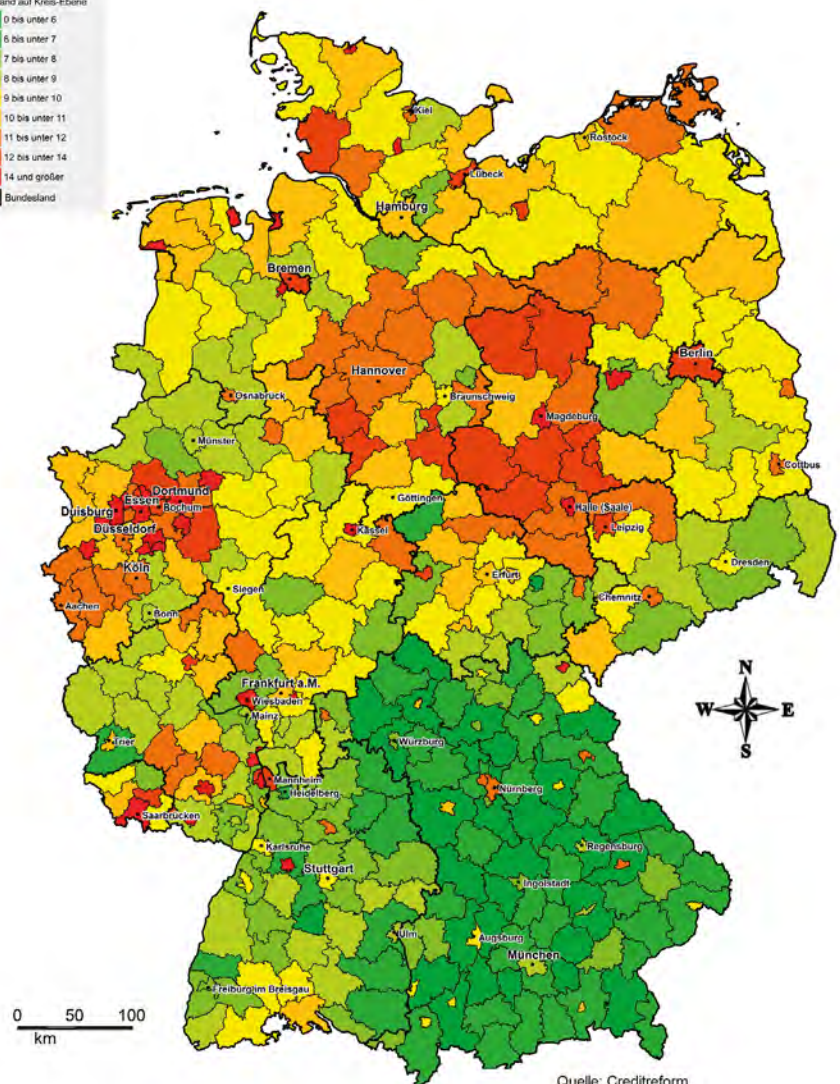 and auf Kreis-Ebene
0 bis unter 6
6 bis unter 7
7 bis unter 8
8 bis unter 9
9 bis unter 10
10 bis unter 11
11 bis unter 12
12 bis unter 14
14 und größer
Bundesland
Kiel
Rostock
Lübeck
Hamburg
Bremen
Berlin
Hannover
Osnabrück
Braunschweig
Magdeburg
Münster
Cottbus
Dortmund
Essen
Göttingen
Duisburg
Bochum
Halle (Saale)
Düsseldorf
Kassel
Leipzig
Köln
Dresden
Erfurt
Siegen
Chemnitz
Aachen
Bonn
N
Frankfurt a.M.
Wiesbaden
W
E
Mainz
S
Trier
Würzburg
Mannheim
Nürnberg
Heidelberg
Saarbrücken
Karlsruhe
Regensburg
Stuttgart
Ingolstadt
Ulm
Augsburg
München
Freiburg im Breisgau
0 50 100
km
Quelle: Creditreform